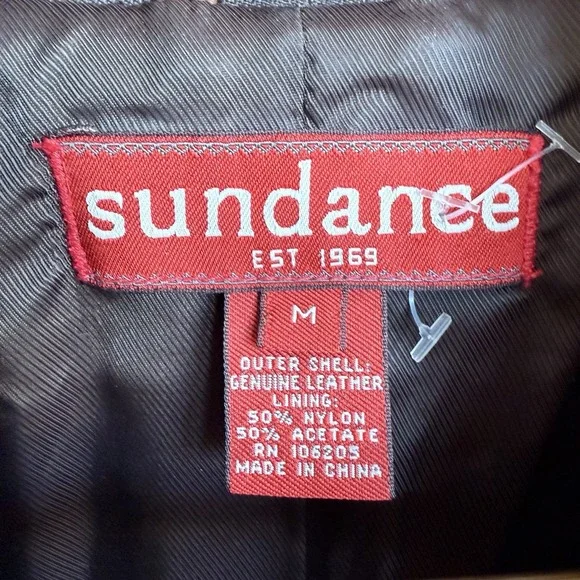 sundance
EST 1969
M
OUTER SHELL:
GENUINE LEATHER
LINING:
50% NYLON
50% ACETATE
RN 106205
MADE IN CHINA